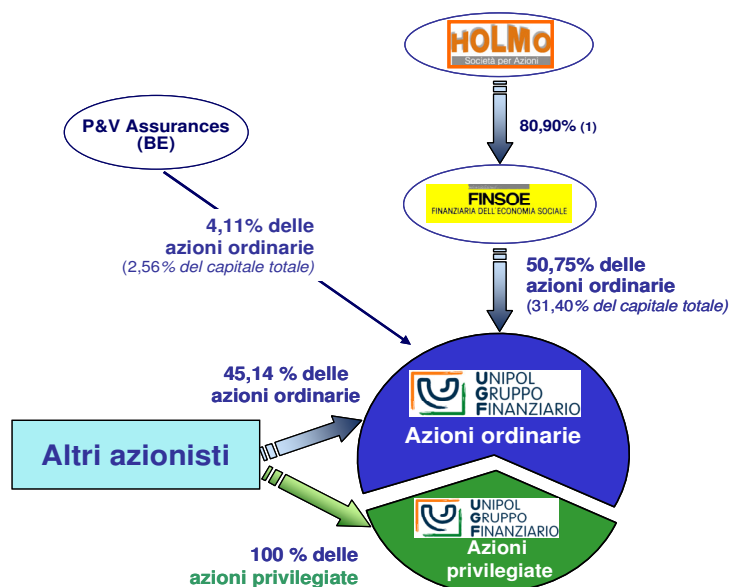 HOLMO
Società per Azioni
80,90% (1)
P&V Assurances
(BE)
FINSOE
FINANZIARIA DELL'ECONOMIA SOCIALE
4,11% delle
azioni ordinarie
(2,56% del capitale totale)
50,75% delle
azioni ordinarie
(31,40% del capitale totale)
45,14 % delle
azioni ordinarie
UNIPOL
GRUPPO
FINANZIARIO
Azioni ordinarie
Altri azionisti
UNIPOL
GRUPPO
FINANZIARIO
Azioni
privilegiate
100 % delle
azioni privilegiate